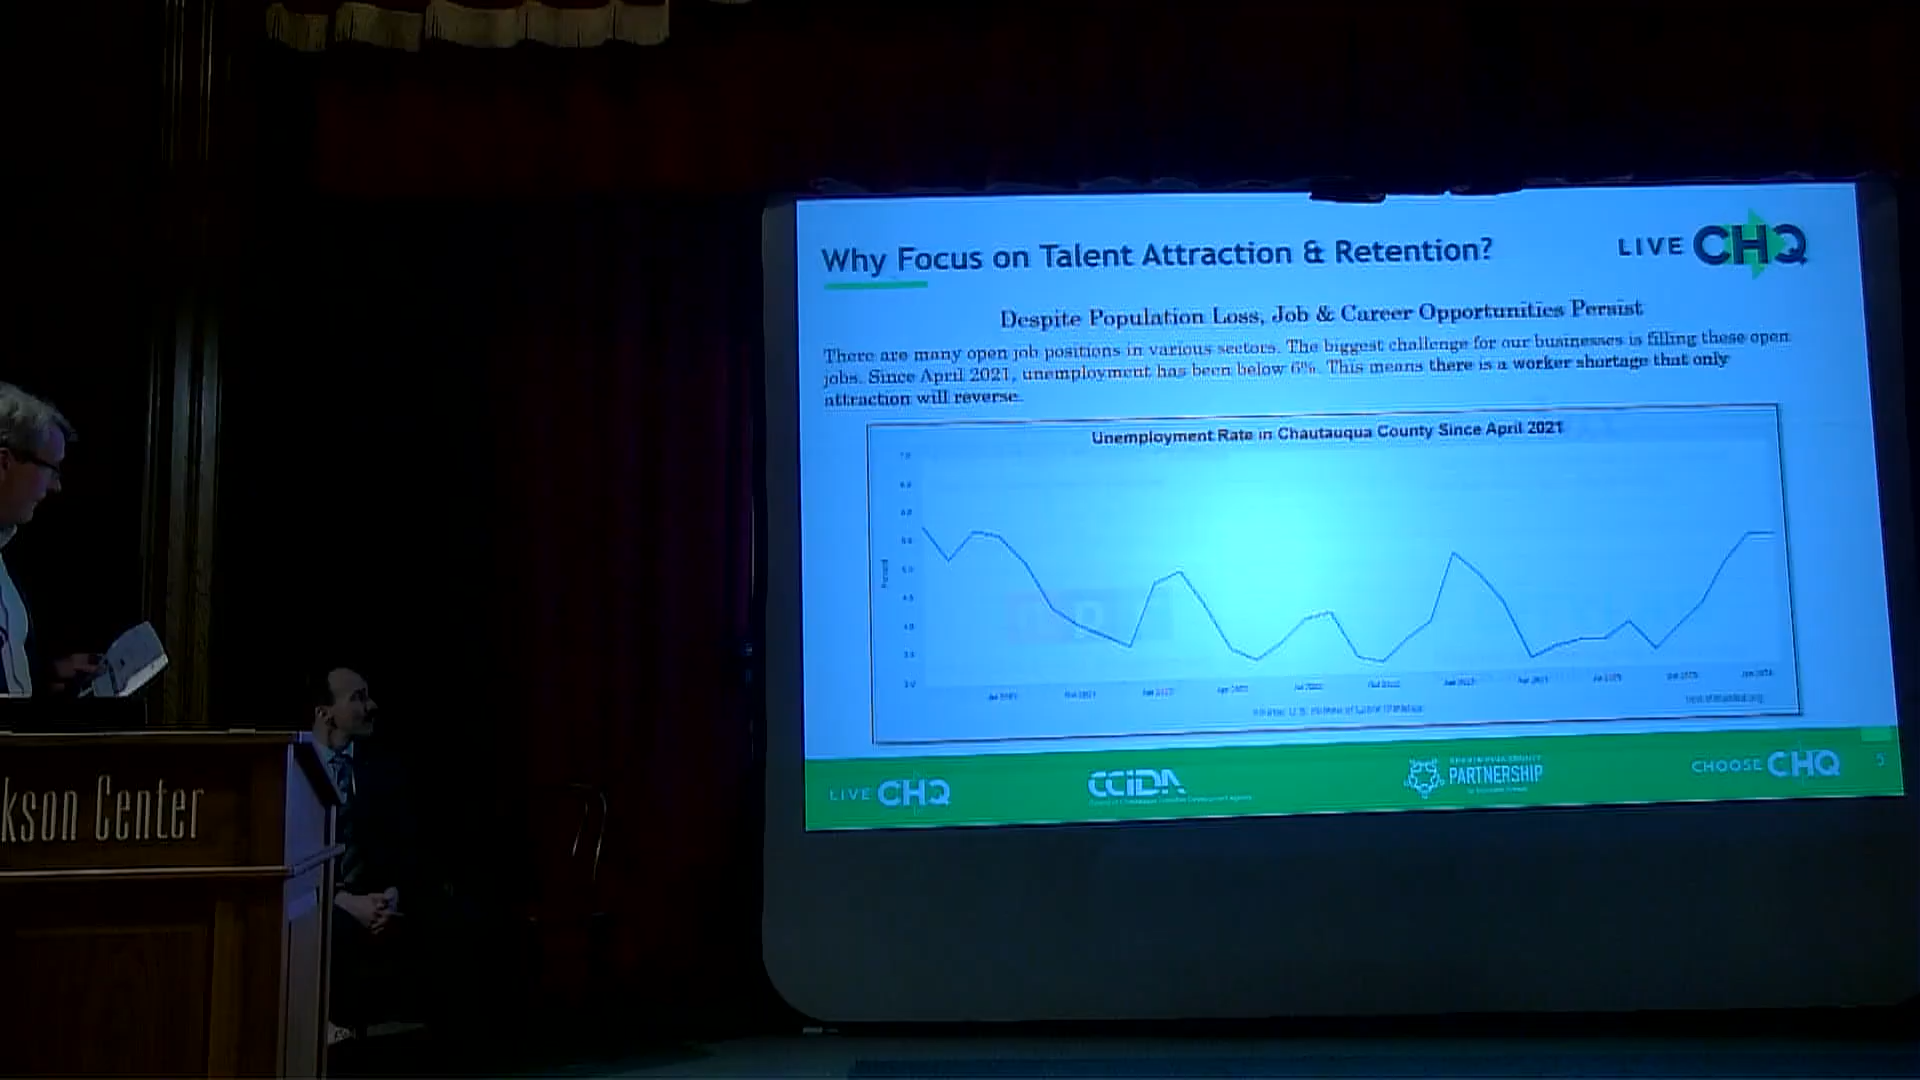 Why Focus on Talent Attraction & Retention?
LIVE CHQ
Despite Population Loss, Job & Career Opportunities Persist
There are many open job positions in various sectors. The biggest challenge for our businesses is filling these open
jobs. Since April 2021, unemployment has been below 6%. This means there is a worker shortage that only
attraction will reverse.
Unemployment Rate in Chautauqua County Since April 2021
Percent
LIVE CHQ
CCIDA
PARTNERSHIP
CHOOSE CHQ
5
kson Center